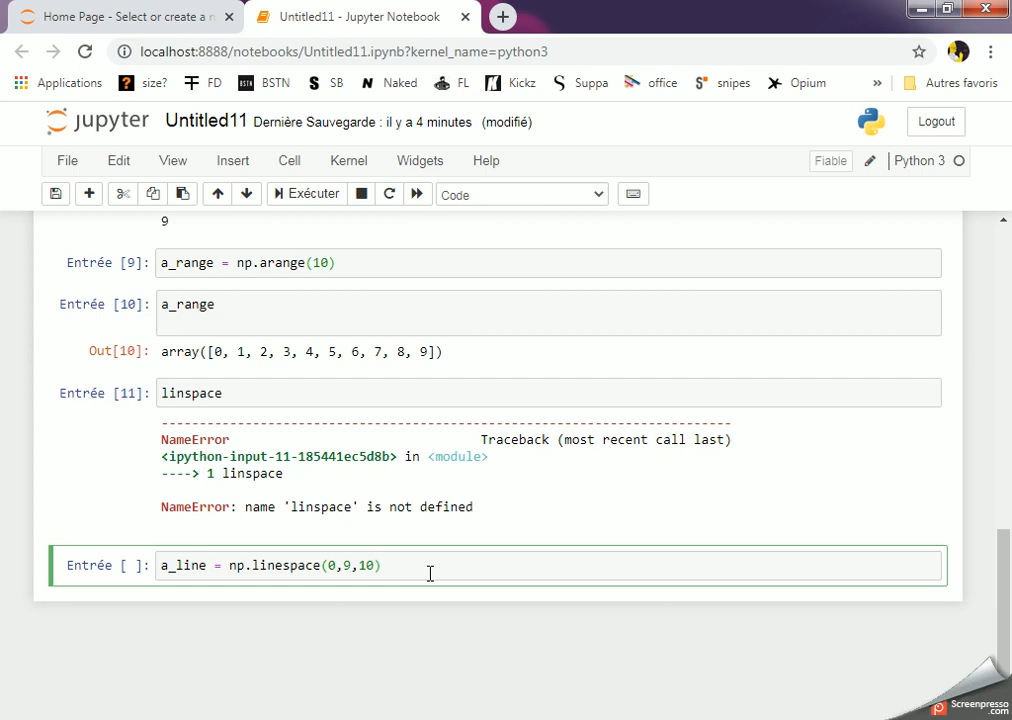 Home Page - Select or create a n
Untitled11 - Jupyter Notebook
localhost:8888/notebooks/Untitled11.ipynb?kernel_name=python3
Applications ? size? FD BSTN BSTN S SB N Naked FL K Kickz S Suppa office S snipes Opium » Autres favoris
jupyter Untitled11 Dernière Sauvegarde : il y a 4 minutes (modifié) Logout
File Edit View Insert Cell Kernel Widgets Help Fiable Python 3
Exécuter Code
9
Entrée [9]: a_range = np.arange(10)
Entrée [10]: a_range
Out[10]: array([0, 1, 2, 3, 4, 5, 6, 7, 8, 9])
Entrée [11]: linspace
---------------------------------------------------------------------------
NameError Traceback (most recent call last)
<ipython-input-11-185441ec5d8b> in <module>
----> 1 linspace
NameError: name 'linspace' is not defined
Entrée [ ]: a_line = np.linespace(0,9,10)
Screenpresso
.com